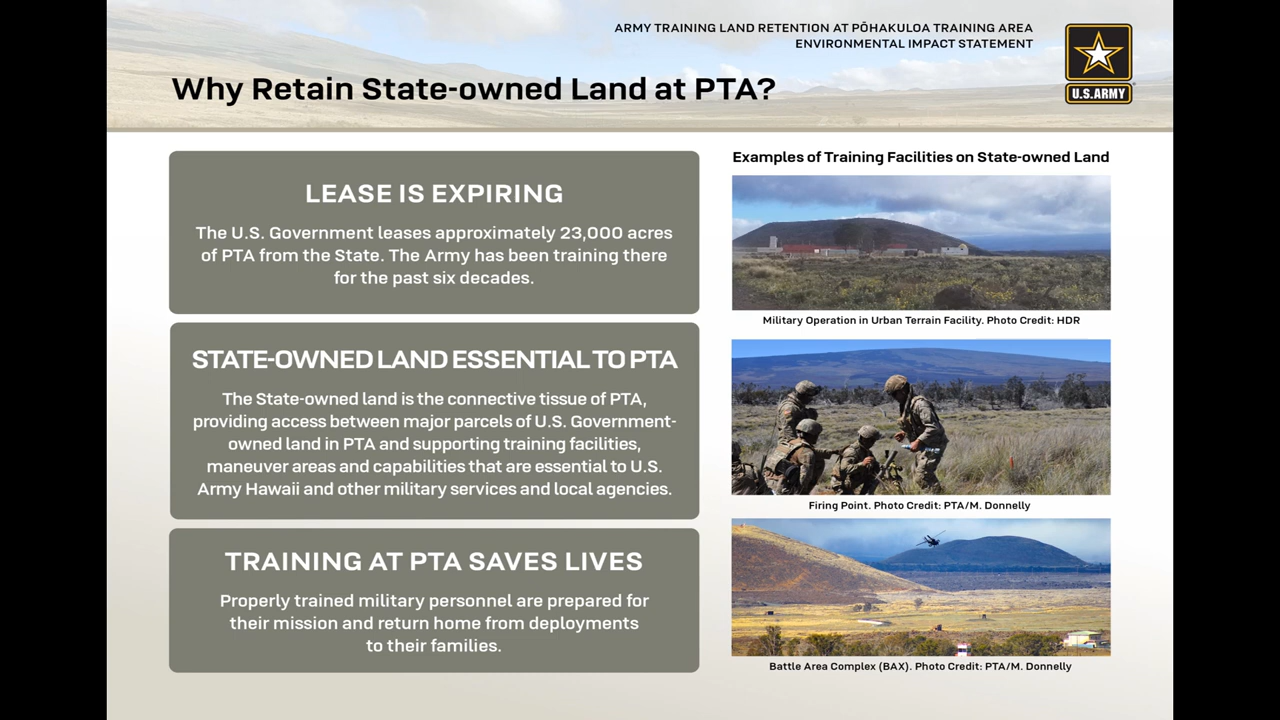 ARMY TRAINING LAND RETENTION AT PŌHAKULOA TRAINING AREA
ENVIRONMENTAL IMPACT STATEMENT
Why Retain State-owned Land at PTA?
U.S.ARMY
LEASE IS EXPIRING
The U.S. Government leases approximately 23,000 acres
of PTA from the State. The Army has been training there
for the past six decades.
STATE-OWNED LAND ESSENTIAL TO PTA
The State-owned land is the connective tissue of PTA,
providing access between major parcels of U.S. Government-
owned land in PTA and supporting training facilities,
maneuver areas and capabilities that are essential to U.S.
Army Hawaii and other military services and local agencies.
TRAINING AT PTA SAVES LIVES
Properly trained military personnel are prepared for
their mission and return home from deployments
to their families.
Examples of Training Facilities on State-owned Land
Military Operation in Urban Terrain Facility. Photo Credit: HDR
Firing Point. Photo Credit: PTA/M. Donnelly
Battle Area Complex (BAX). Photo Credit: PTA/M. Donnelly